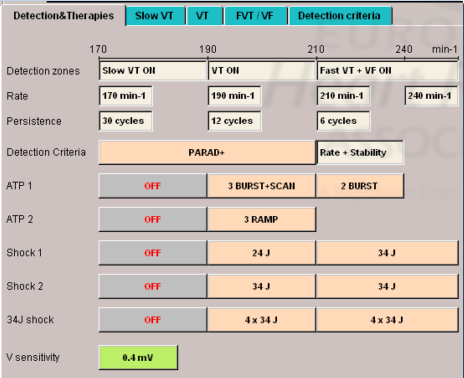 Detection&Therapies Slow VT VT FVT / VF Detection criteria
170 190 210 240 min-1
Detection zones Slow VT ON VT ON Fast VT + VF ON
Rate 170 min-1 190 min-1 210 min-1 240 min-1
Persistence 30 cycles 12 cycles 6 cycles
Detection Criteria PARAD+ Rate + Stability
ATP 1 OFF 3 BURST+SCAN 2 BURST
ATP 2 OFF 3 RAMP
Shock 1 OFF 24 J 34 J
Shock 2 OFF 34 J 34 J
34J shock OFF 4 x 34 J 4 x 34 J
V sensitivity 0.4 mV